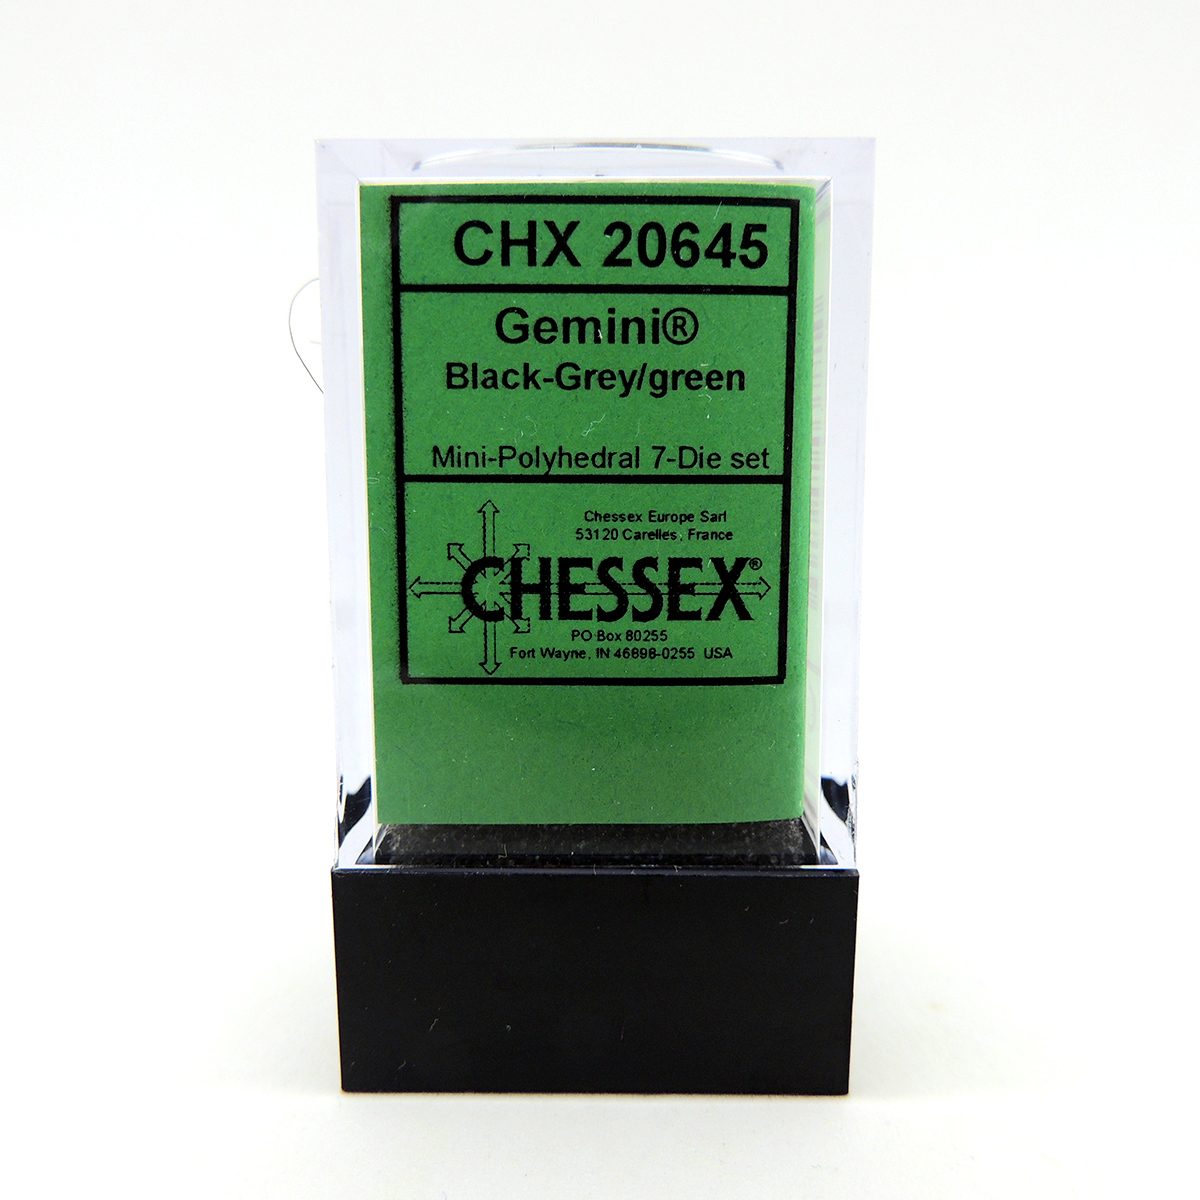 CHX 20645
Gemini®
Black-Grey/green
Mini-Polyhedral 7-Die set
Chessex Europe Sarl
53120 Carelles, France
CHESSEX®
PO Box 80255
Fort Wayne, IN 46898-0255 USA